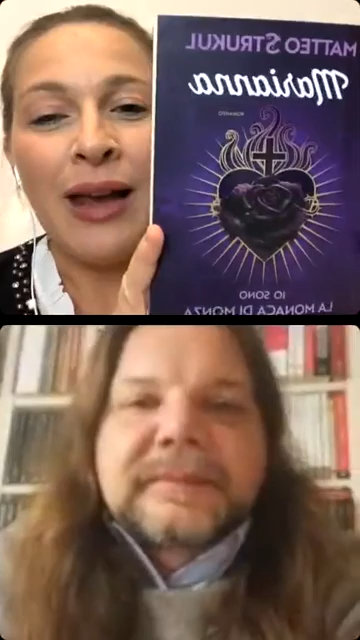 MATTEO STRUKUL
Marianna
ROMANZO
IO SONO
LA MONACA DI MONZA